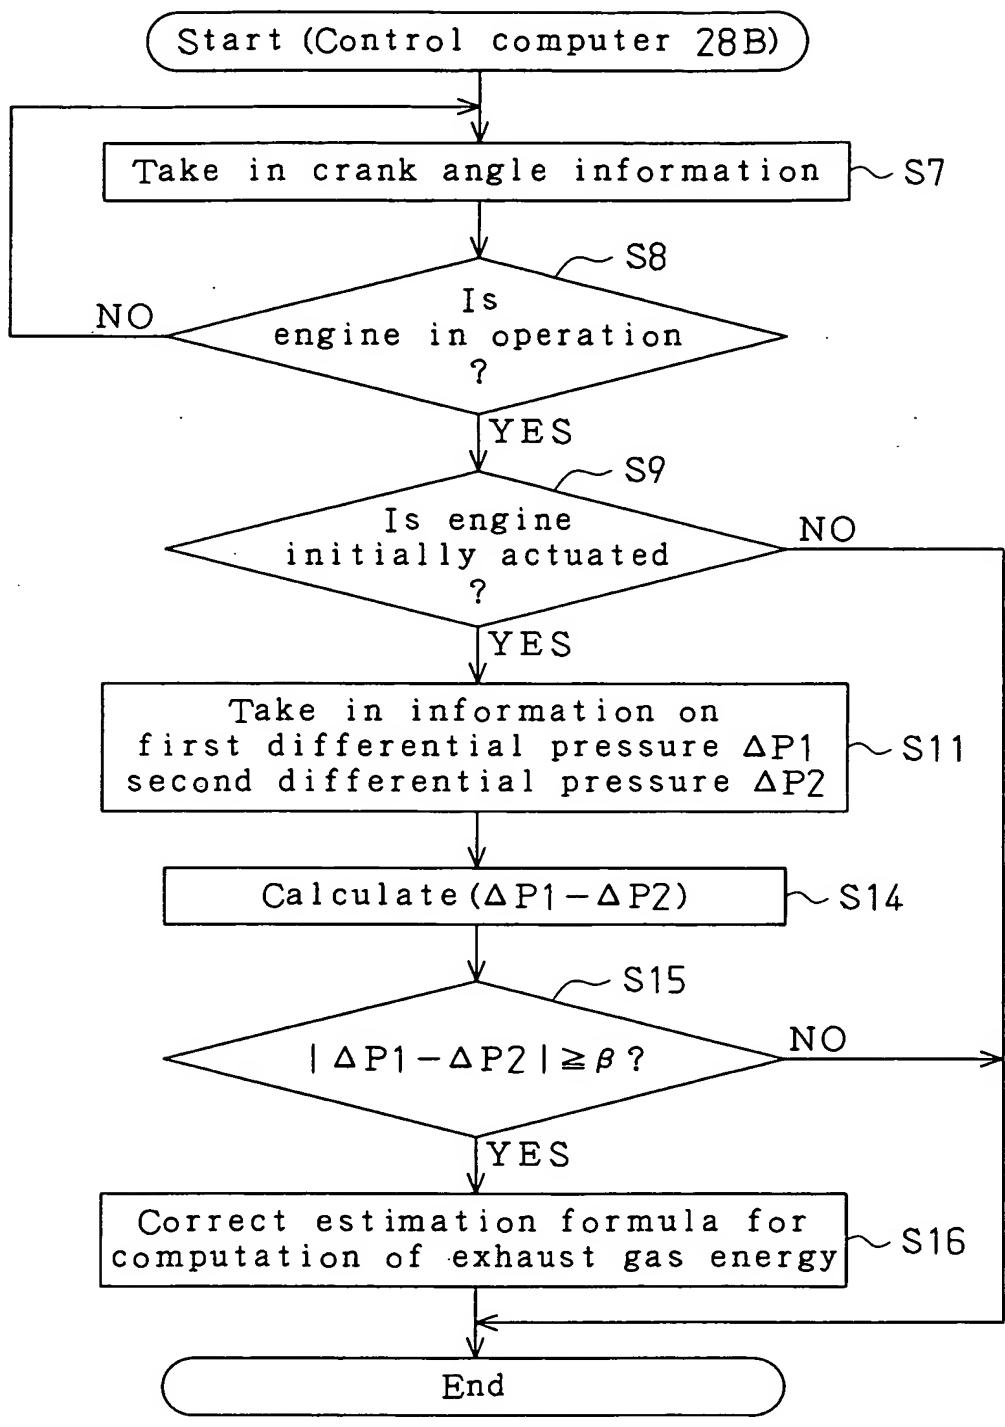 Start (Control computer 28B)
Take in crank angle information
S7
S8
Is
engine in operation
?
NO
YES
S9
Is engine
initially actuated
?
NO
YES
Take in information on
first differential pressure ΔP1
second differential pressure ΔP2
S11
Calculate (ΔP1-ΔP2)
S14
S15
|ΔP1-ΔP2|≧β?
NO
YES
Correct estimation formula for
computation of exhaust gas energy
S16
End